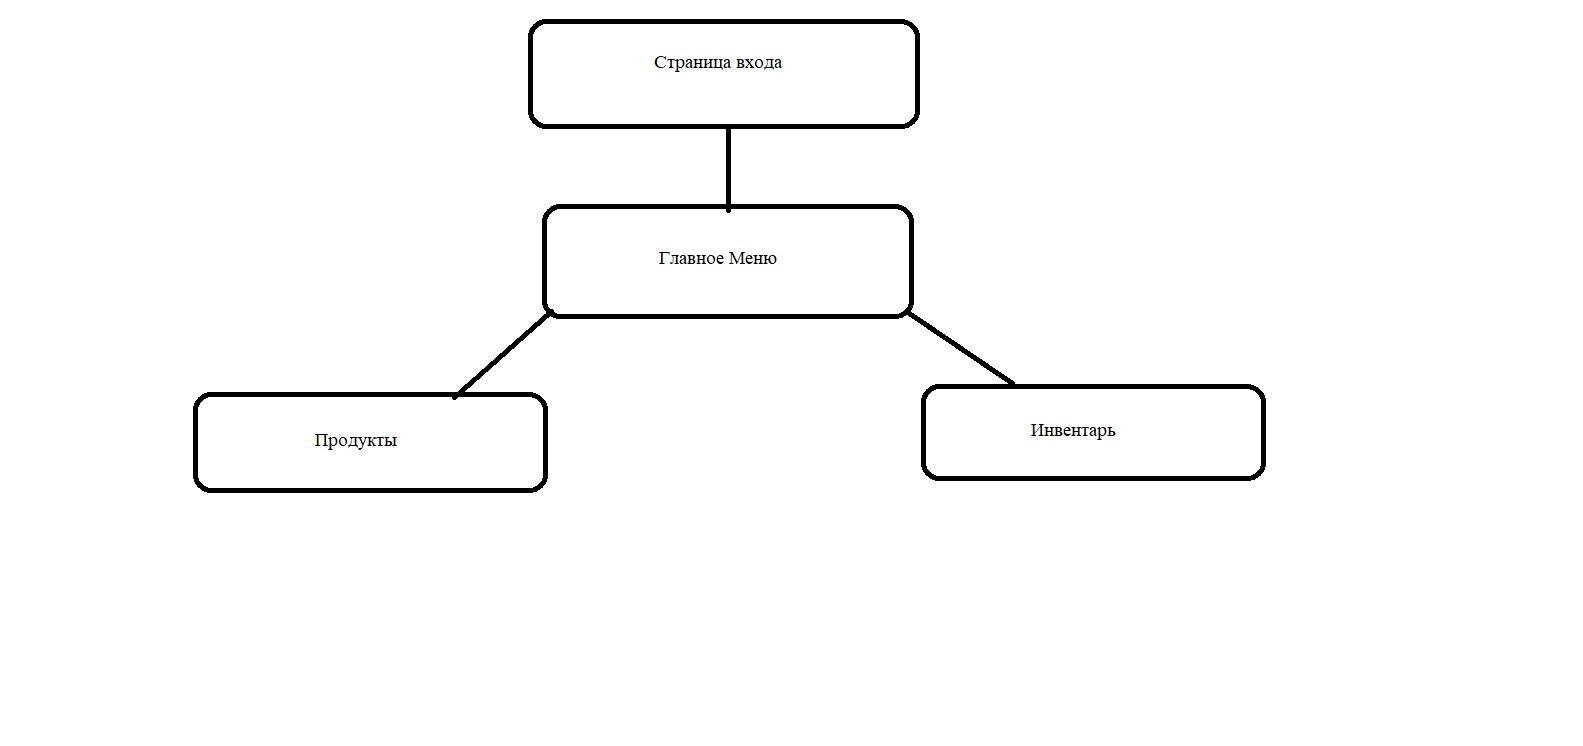 Страница входа
Главное Меню
Продукты
Инвентарь